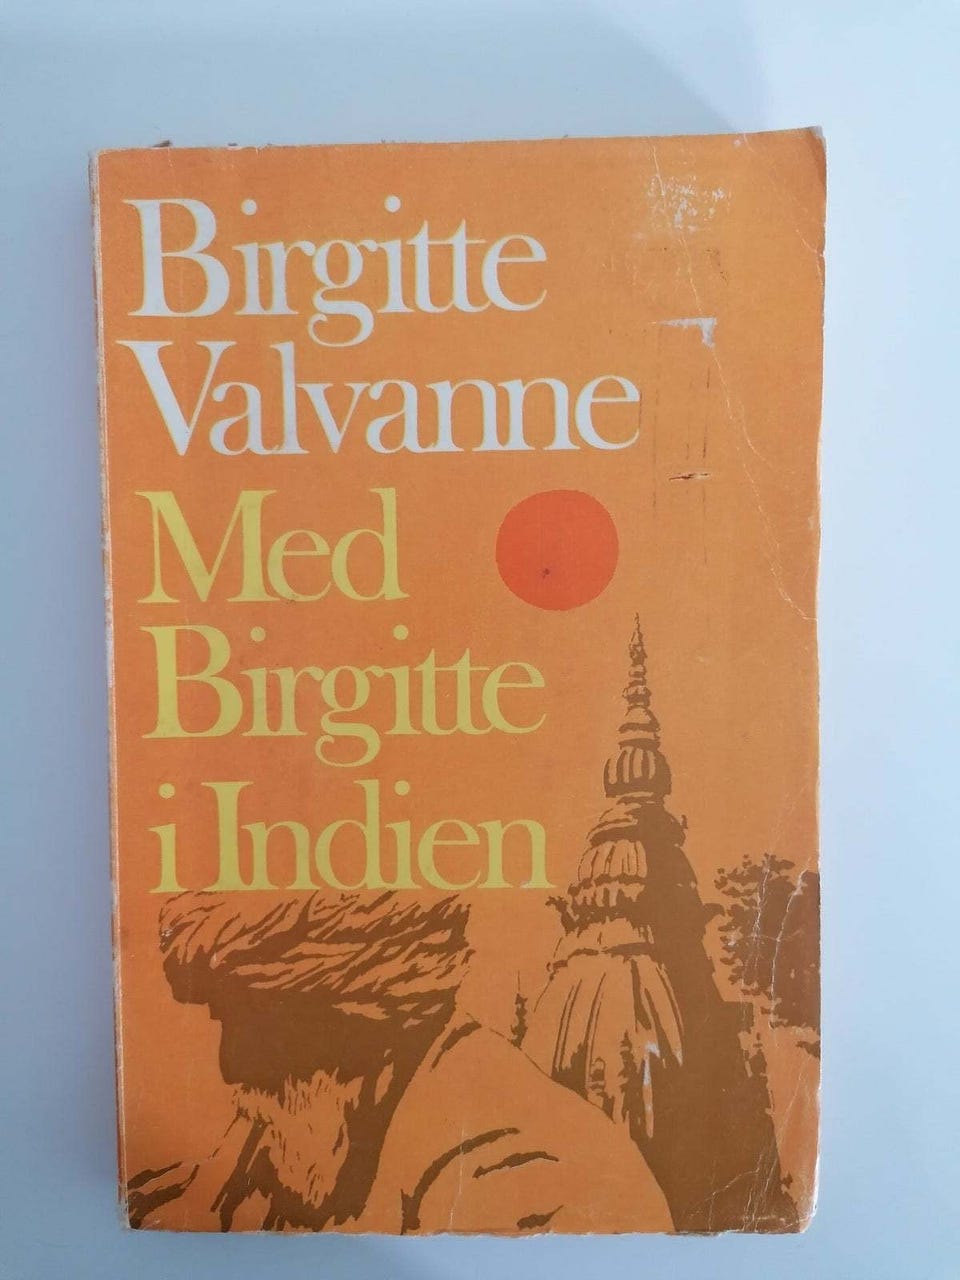 Birgitte
Valvanne
Med
Birgitte
i Indien